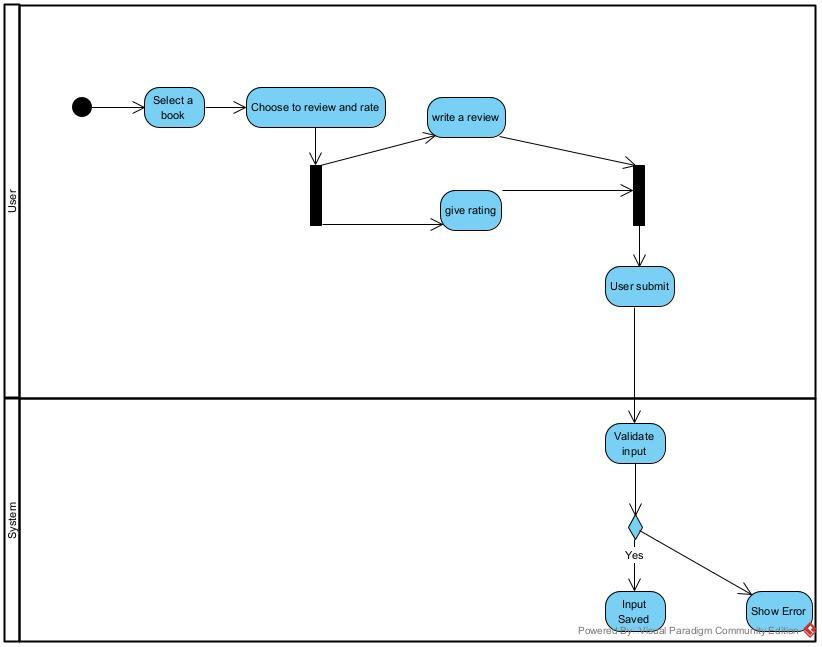 User
Select a
book
Choose to review and rate
write a review
give rating
User submit
System
Validate
input
Yes
Input
Saved
Show Error
Powered By: Visual Paradigm Community Edition